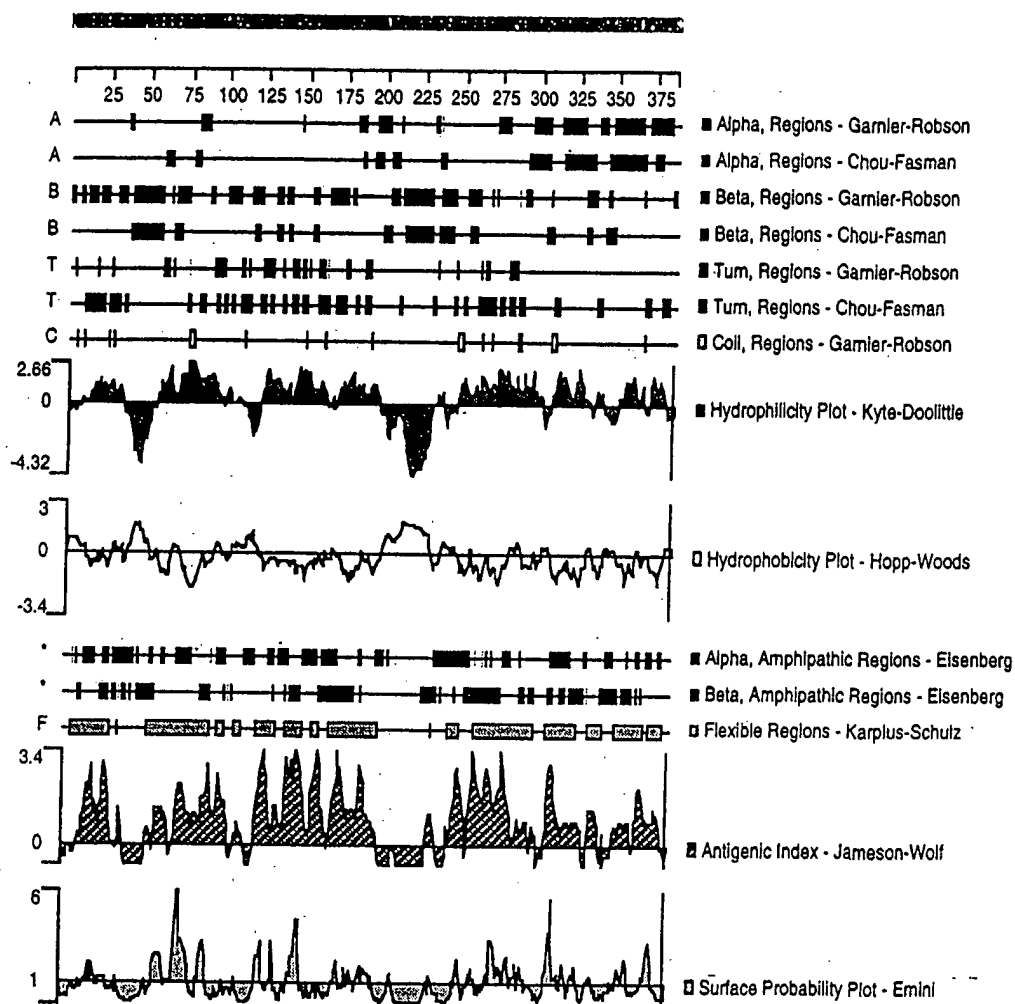 25 50 75 100 125 150 175 200 225 250 275 300 325 350 375
A Alpha, Regions - Garnier-Robson
A Alpha, Regions - Chou-Fasman
B Beta, Regions - Garnier-Robson
B Beta, Regions - Chou-Fasman
T Turn, Regions - Garnier-Robson
T Turn, Regions - Chou-Fasman
C Coil, Regions - Garnier-Robson
2.86
0 Hydrophilicity Plot - Kyte-Doolittle
-4.32
3
0 Hydrophobicity Plot - Hopp-Woods
-3.4
* Alpha, Amphipathic Regions - Eisenberg
* Beta, Amphipathic Regions - Eisenberg
F Flexible Regions - Karplus-Schulz
3.4
0 Antigenic Index - Jameson-Wolf
6
1 Surface Probability Plot - Emini